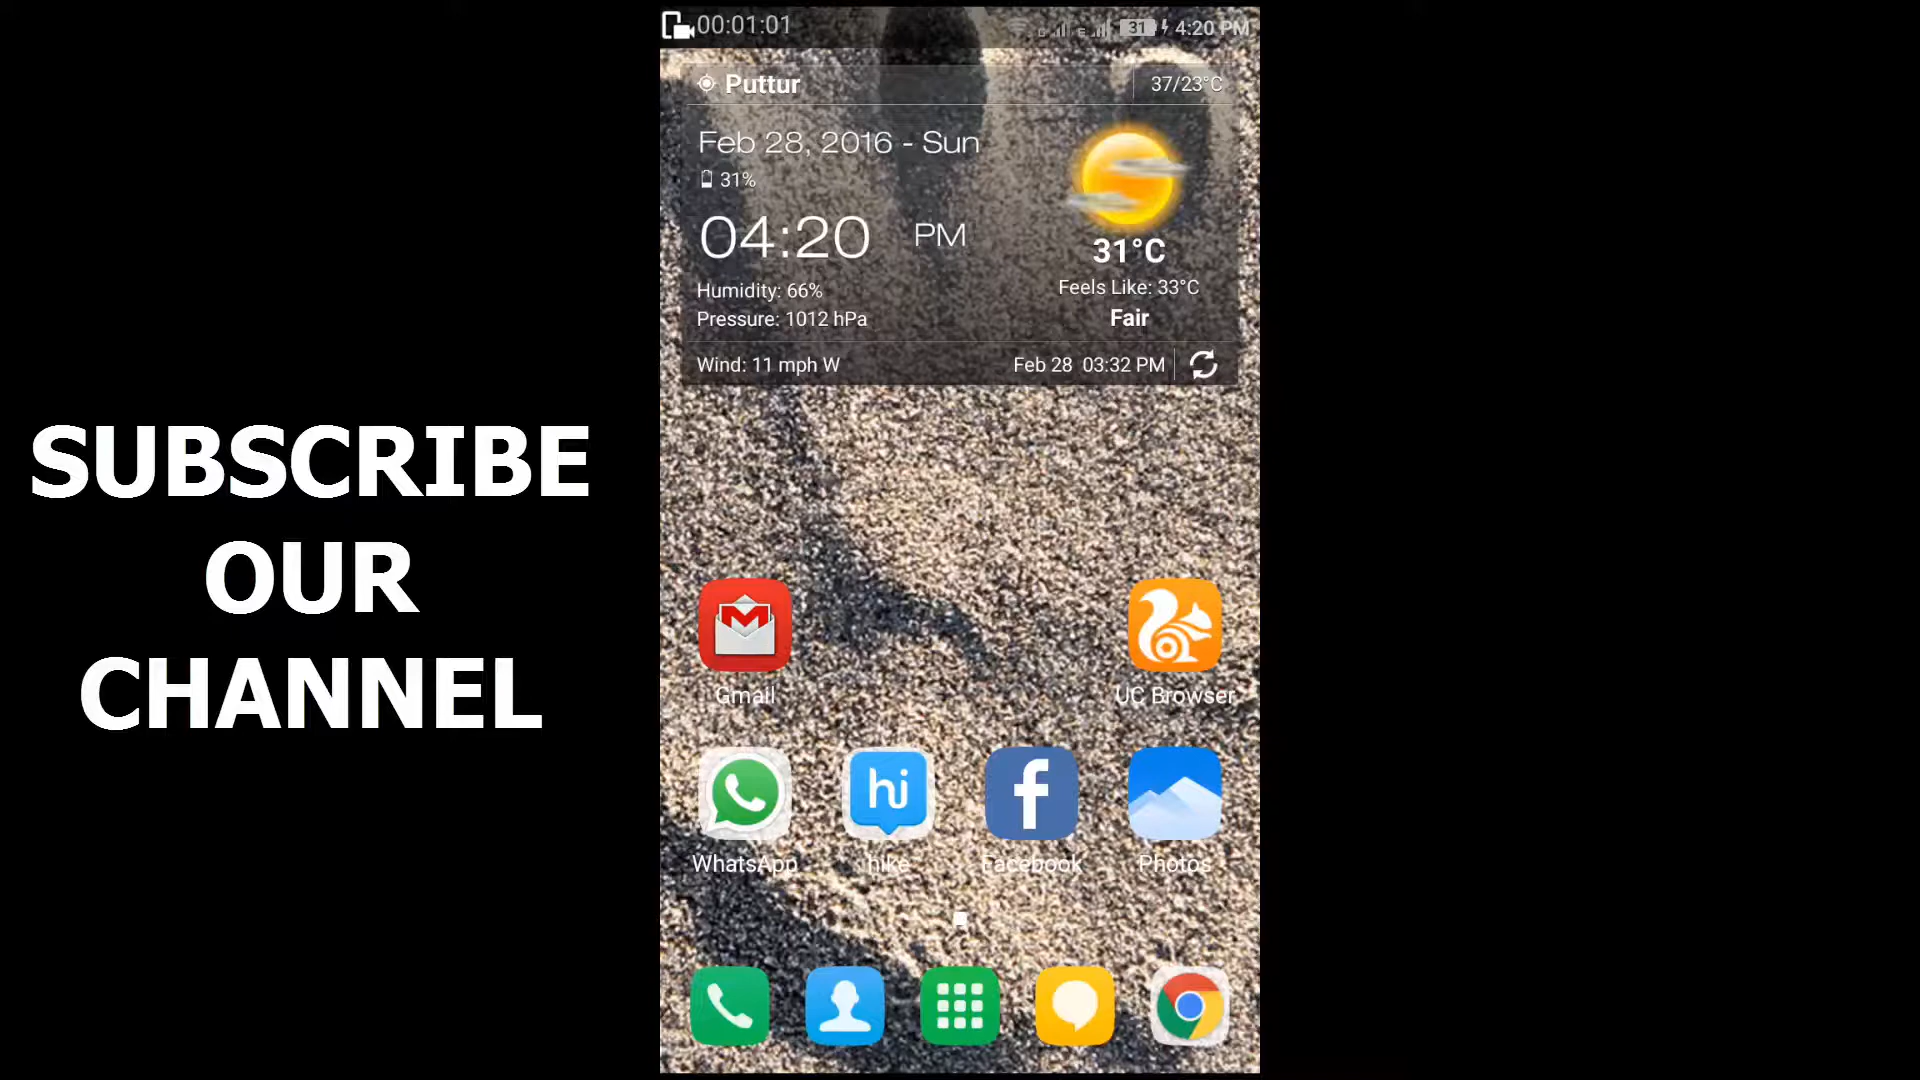 00:01:01
31 4:20 PM
Puttur
37/23°C
Feb 28, 2016 - Sun
31%
04:20 PM
31°C
Humidity: 66%
Feels Like: 33°C
Pressure: 1012 hPa
Fair
Wind: 11 mph W
Feb 28 03:32 PM
SUBSCRIBE
OUR
CHANNEL
Gmail
UC Browser
hi
WhatsApp
hike
Facebook
Photos